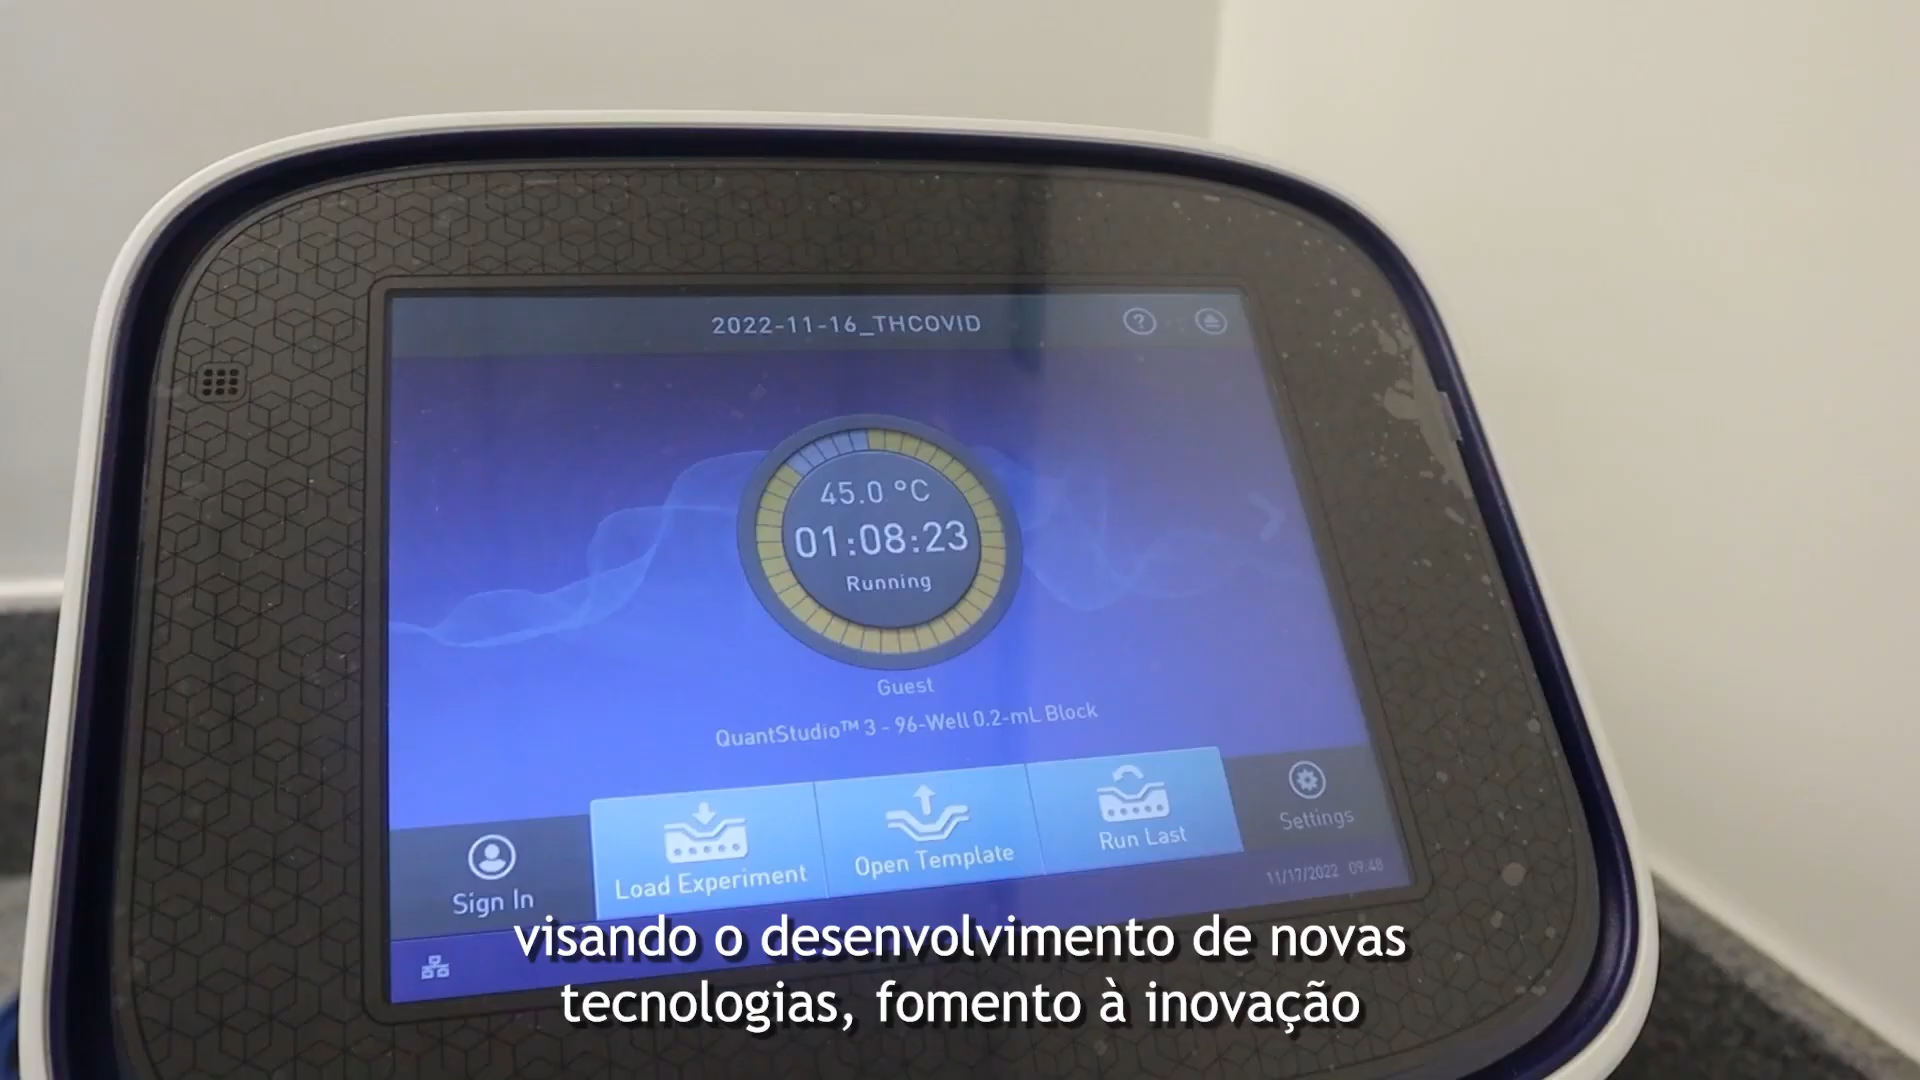 2022-11-16_THCOVID
45.0 °C
01:08:23
Running
Guest
QuantStudio™ 3 - 96-Well 0.2-mL Block
Sign In
Load Experiment
Open Template
Run Last
Settings
11/17/2022 09:48
visando o desenvolvimento de novas
tecnologias, fomento à inovação